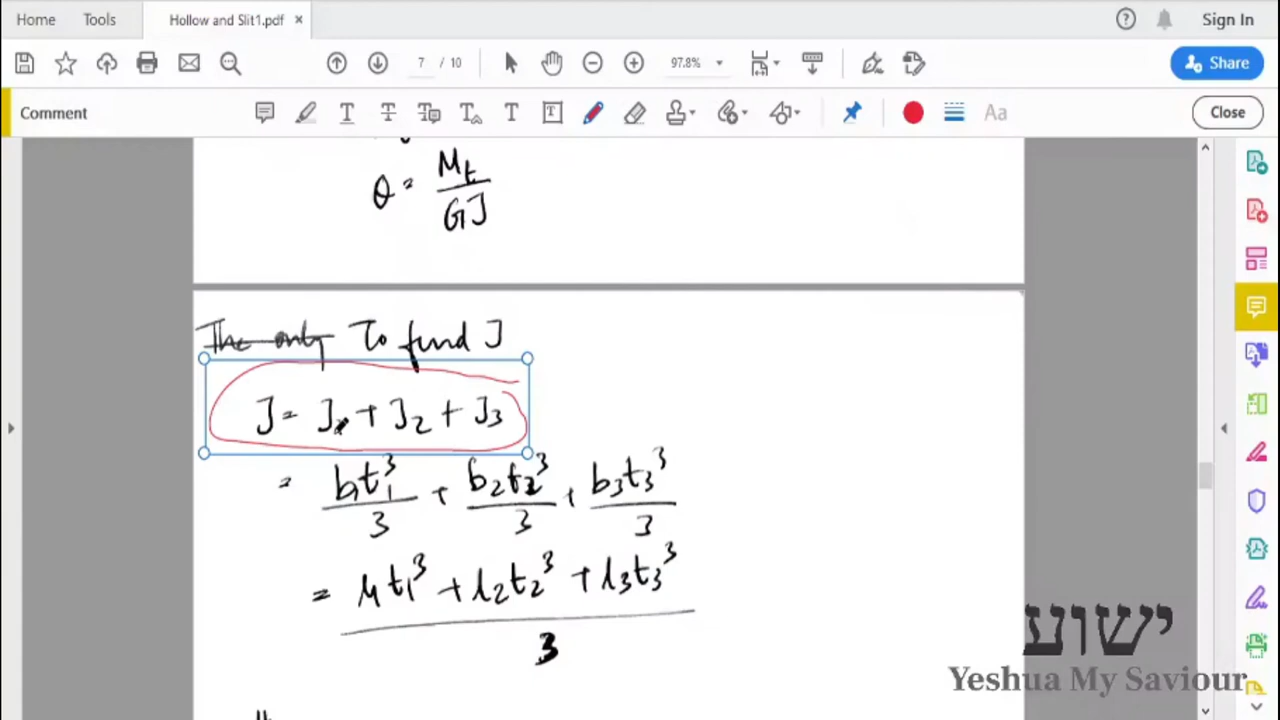 Home Tools Hollow and Slit1.pdf × Sign In
7 / 10 97.8% Share
Comment Aa Close
θ = Mt / GJ
The only To find J
J = J1 + J2 + J3
= b1t1³/3 + b2t2³/3 + b3t3³/3
= l1t1³ + l2t2³ + l3t3³ / 3
ישוע
Yeshua My Saviour